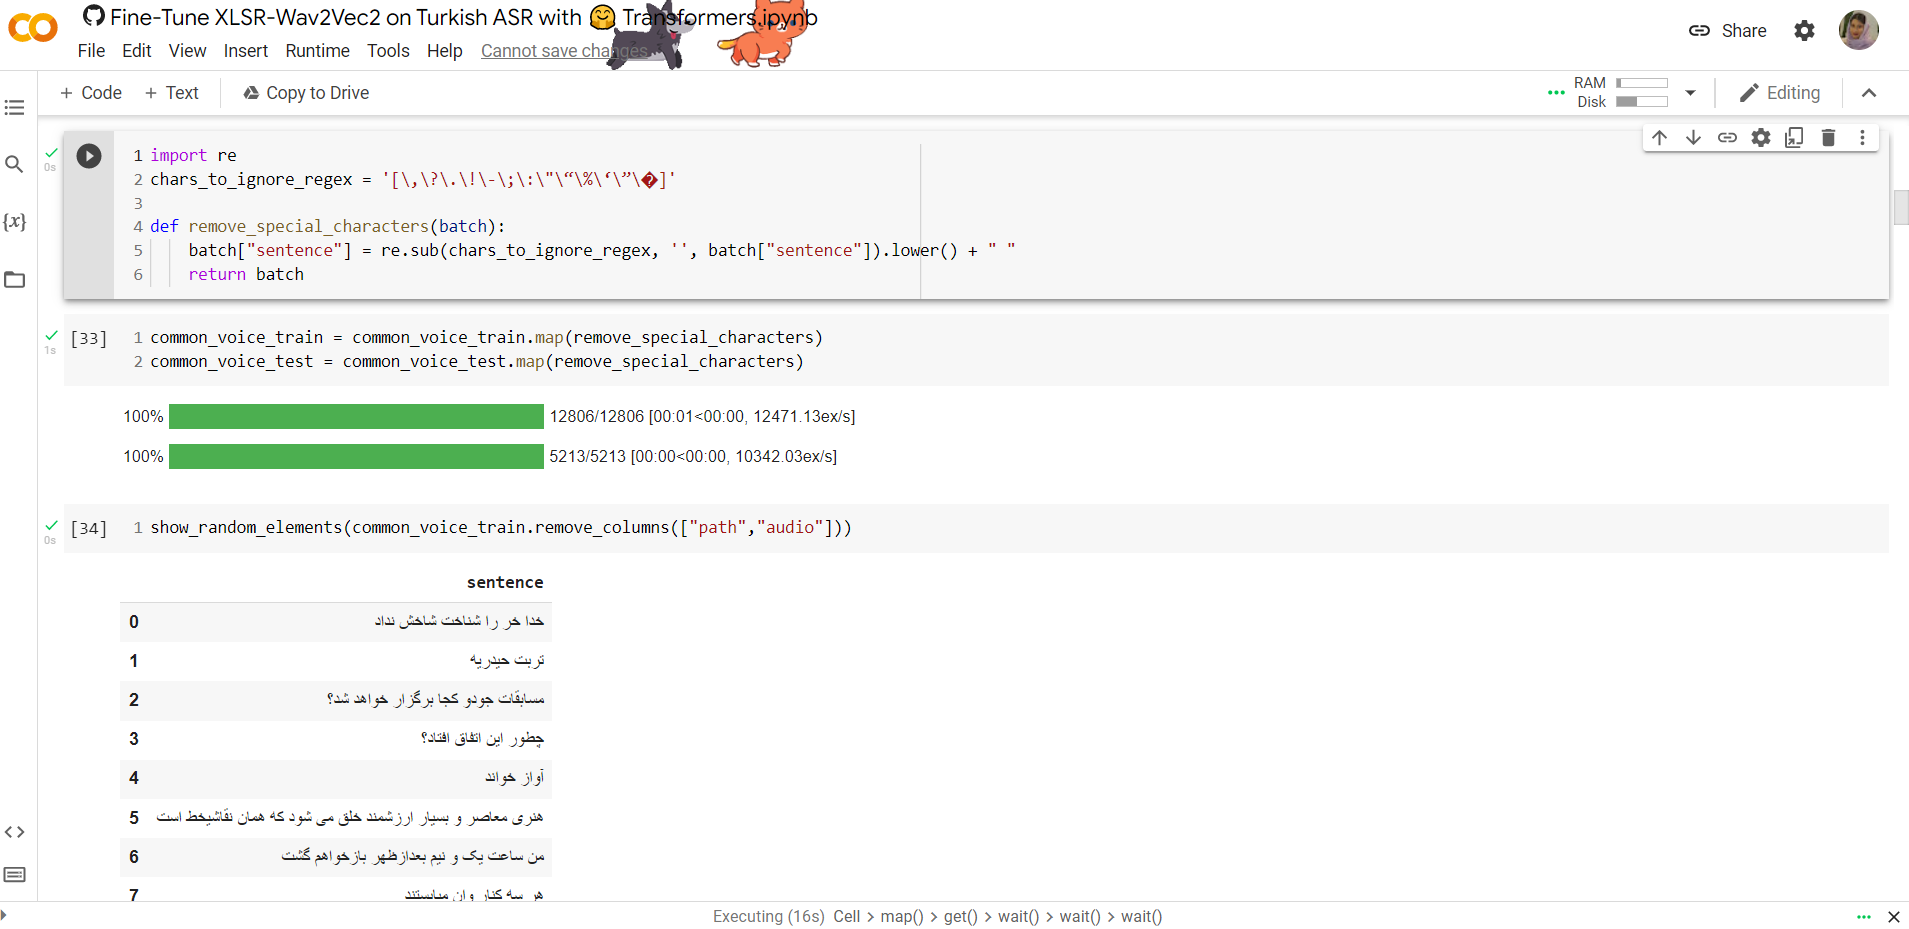 Fine-Tune XLSR-Wav2Vec2 on Turkish ASR with 🤗 Transformers.ipynb
File Edit View Insert Runtime Tools Help Cannot save changes
Share
+ Code + Text Copy to Drive
RAM
Disk
Editing
0s
1 import re
2 chars_to_ignore_regex = '[\,\?\.\!\-\;\:\"\“\%\‘\”\�]'
3
4 def remove_special_characters(batch):
5 batch["sentence"] = re.sub(chars_to_ignore_regex, '', batch["sentence"]).lower() + " "
6 return batch
1s
[33] 1 common_voice_train = common_voice_train.map(remove_special_characters)
2 common_voice_test = common_voice_test.map(remove_special_characters)
100% 12806/12806 [00:01<00:00, 12471.13ex/s]
100% 5213/5213 [00:00<00:00, 10342.03ex/s]
0s
[34] 1 show_random_elements(common_voice_train.remove_columns(["path","audio"]))
sentence
0 خدا خر را شناخت شاخش نداد
1 تربت حیدریه
2 مسابقات جودو کجا برگزار خواهد شد؟
3 چطور این اتفاق افتاد؟
4 آواز خواند
5 هنری معاصر و بسیار ارزشمند خلق می شود که همان نقاشیخط است
6 من ساعت یک و نیم بعدازظهر بازخواهم گشت
7 هر سه کنار وان میایستند
Executing (16s) Cell > map() > get() > wait() > wait() > wait()